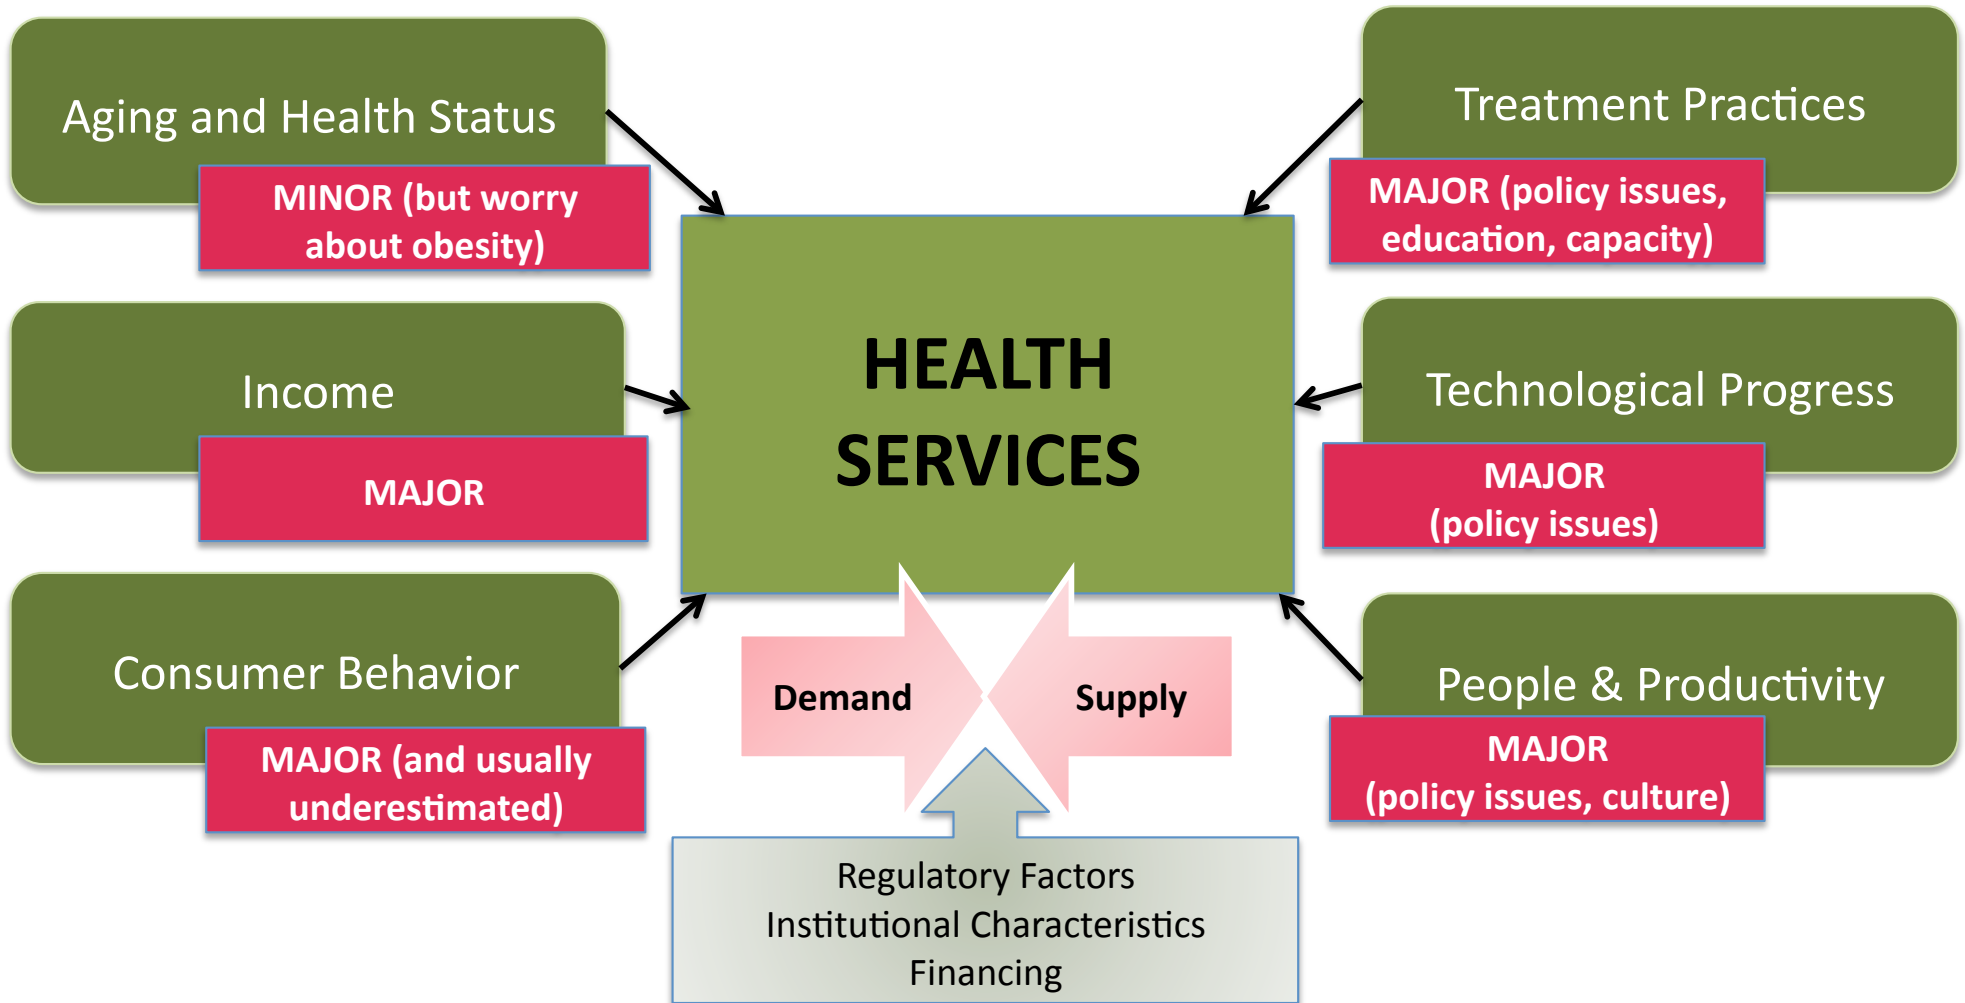 Aging and Health Status
MINOR (but worry
about obesity)
Income
MAJOR
Consumer Behavior
MAJOR (and usually
underestimated)
HEALTH
SERVICES
Demand
Supply
Regulatory Factors
Institutional Characteristics
Financing
Treatment Practices
MAJOR (policy issues,
education, capacity)
Technological Progress
MAJOR
(policy issues)
People & Productivity
MAJOR
(policy issues, culture)